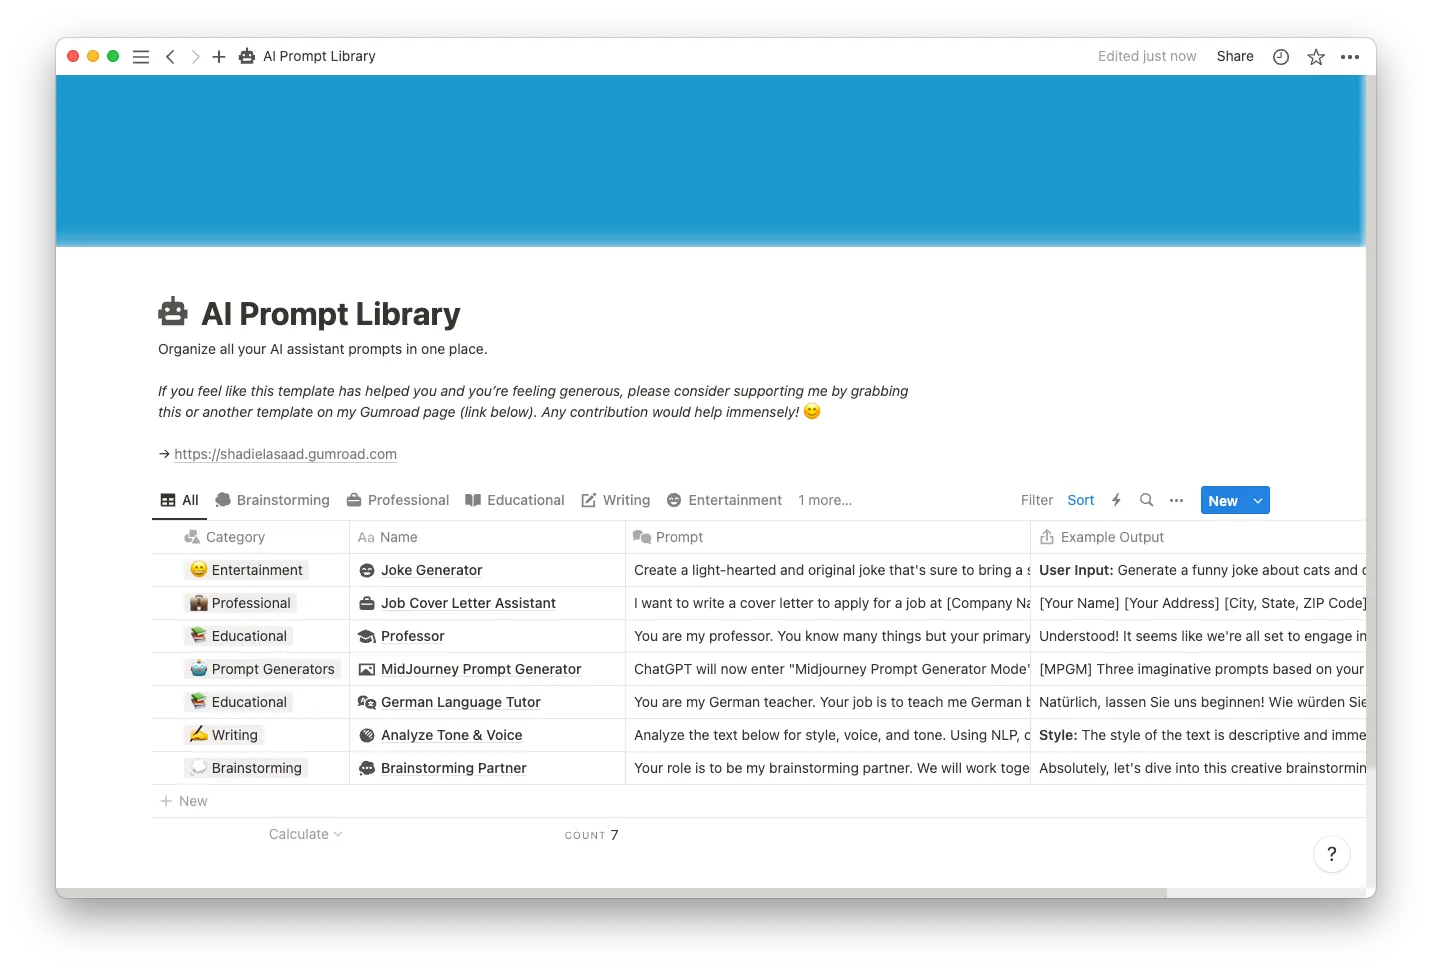 AI Prompt Library
Edited just now Share
AI Prompt Library
Organize all your AI assistant prompts in one place.
If you feel like this template has helped you and you're feeling generous, please consider supporting me by grabbing
this or another template on my Gumroad page (link below). Any contribution would help immensely! 😊
→ https://shadielasaad.gumroad.com
All Brainstorming Professional Educational Writing Entertainment 1 more... Filter Sort ... New
Category Aa Name Prompt Example Output
Entertainment Joke Generator Create a light-hearted and original joke that's sure to bring a s User Input: Generate a funny joke about cats and
Professional Job Cover Letter Assistant I want to write a cover letter to apply for a job at [Company Na [Your Name] [Your Address] [City, State, ZIP Code]
Educational Professor You are my professor. You know many things but your primary Understood! It seems like we're all set to engage in
Prompt Generators MidJourney Prompt Generator ChatGPT will now enter "Midjourney Prompt Generator Mode" [MPGM] Three imaginative prompts based on your
Educational German Language Tutor You are my German teacher. Your job is to teach me German b Natürlich, lassen Sie uns beginnen! Wie würden Sie
Writing Analyze Tone & Voice Analyze the text below for style, voice, and tone. Using NLP, Style: The style of the text is descriptive and imme
Brainstorming Brainstorming Partner Your role is to be my brainstorming partner. We will work toge Absolutely, let's dive into this creative brainstormin
+ New
Calculate COUNT 7
?